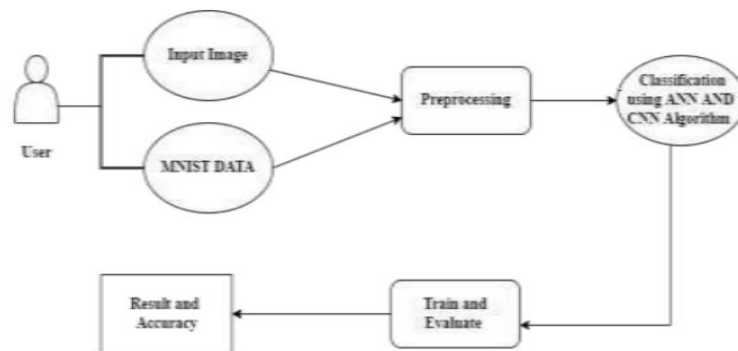 Input Image
User
MNIST DATA
Preprocessing
Classification
using ANN AND
CNN Algorithm
Train and
Evaluate
Result and
Accuracy